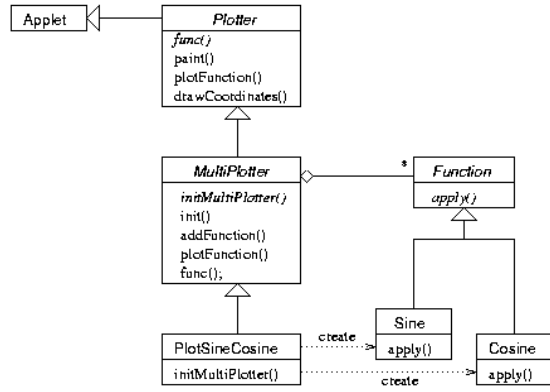 Applet
Plotter
func()
paint()
plotFunction()
drawCoordinates()
MultiPlotter
*
Function
initMultiPlotter()
init()
addFunction()
plotFunction()
func();
apply()
PlotSineCosine
initMultiPlotter()
create
create
Sine
apply()
Cosine
apply()